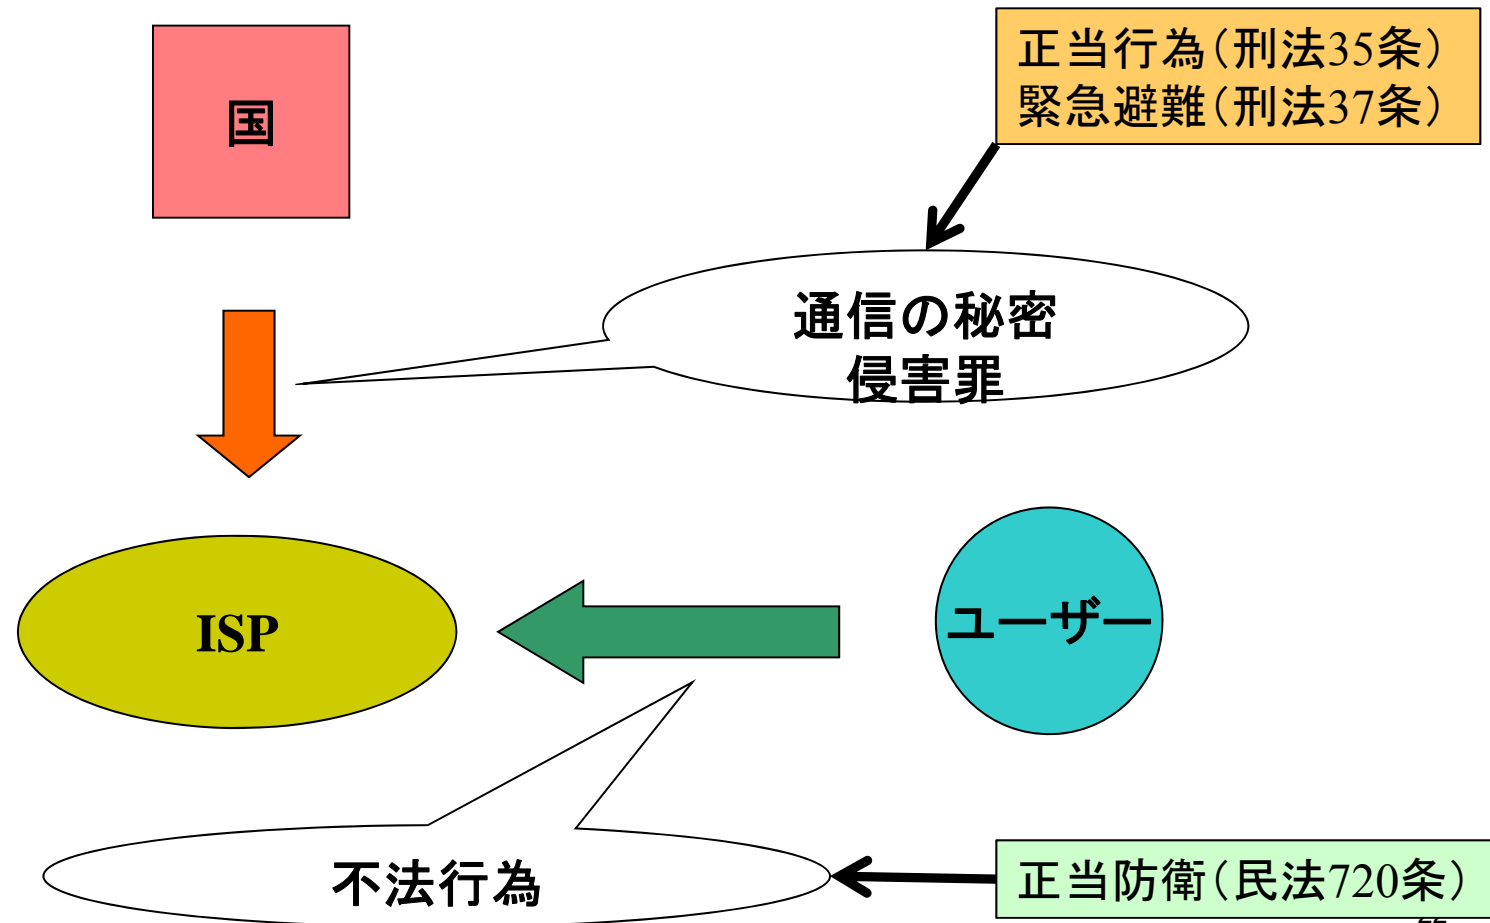 国
正当行為（刑法35条）
緊急避難（刑法37条）
通信の秘密
侵害罪
ISP
ユーザー
不法行為
正当防衛（民法720条）